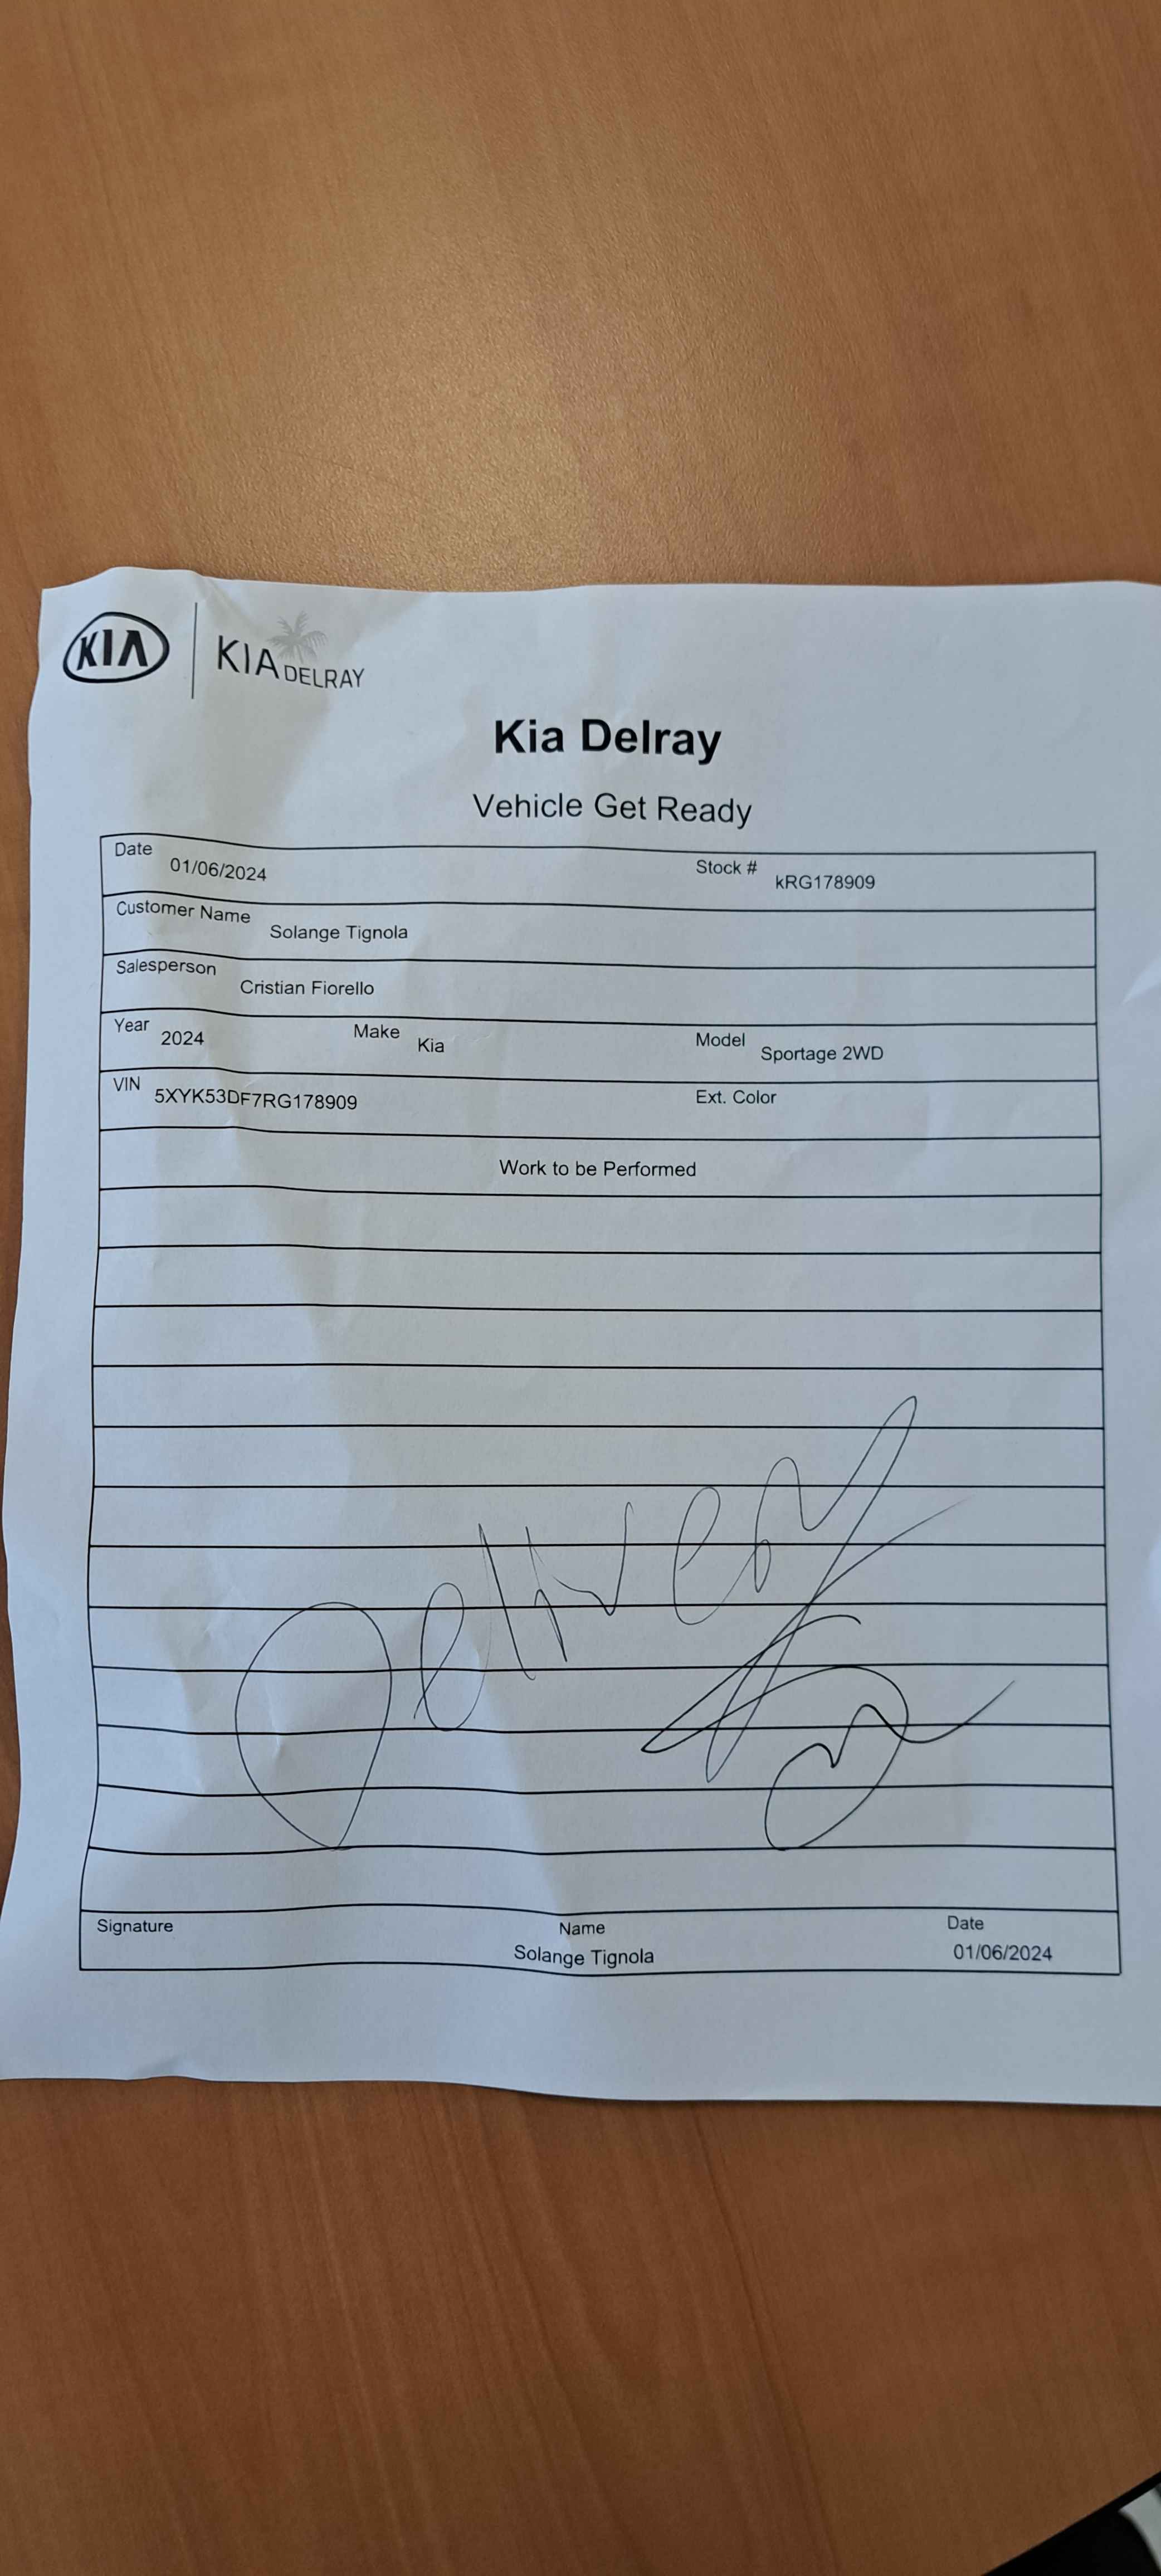 KIA KIA DELRAY
Kia Delray
Vehicle Get Ready
Date 01/06/2024 Stock # kRG178909
Customer Name Solange Tignola
Salesperson Cristian Fiorello
Year 2024 Make Kia Model Sportage 2WD
VIN 5XYK53DF7RG178909 Ext. Color
Work to be Performed
Delivery
Signature Name Date
Solange Tignola 01/06/2024